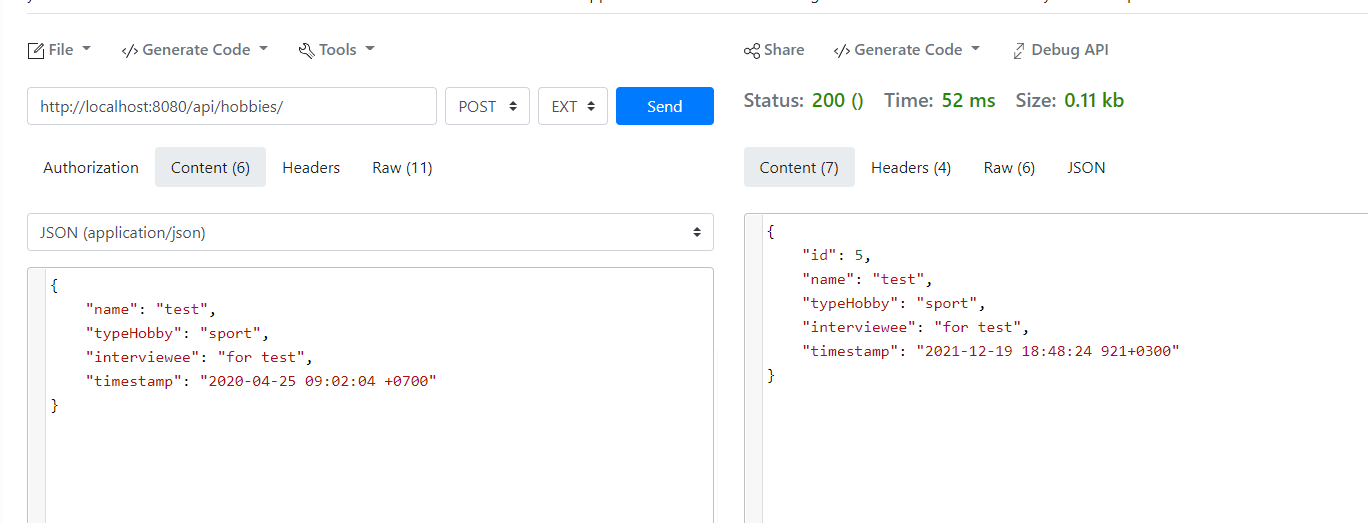 File </> Generate Code Tools
Share </> Generate Code Debug API
http://localhost:8080/api/hobbies/ POST EXT Send
Status: 200 () Time: 52 ms Size: 0.11 kb
Authorization Content (6) Headers Raw (11)
Content (7) Headers (4) Raw (6) JSON
JSON (application/json)
{
"name": "test",
"typeHobby": "sport",
"interviewee": "for test",
"timestamp": "2020-04-25 09:02:04 +0700"
}
{
"id": 5,
"name": "test",
"typeHobby": "sport",
"interviewee": "for test",
"timestamp": "2021-12-19 18:48:24 921+0300"
}